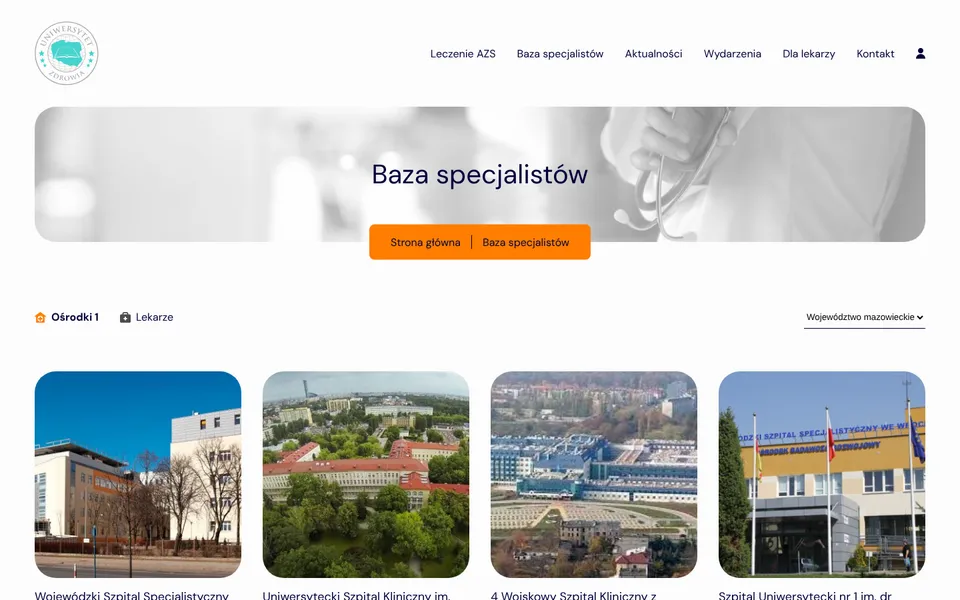 UNIWERSYTET
ZDROWIA
Leczenie AZS
Baza specjalistów
Aktualności
Wydarzenia
Dla lekarzy
Kontakt
Baza specjalistów
Strona główna
Baza specjalistów
Ośrodki 1
Lekarze
Województwo mazowieckie
Wojewódzki Szpital Specjalistyczny
Uniwersytecki Szpital Kliniczny im.
4 Wojskowy Szpital Kliniczny z
Szpital Uniwersytecki nr 1 im. dr